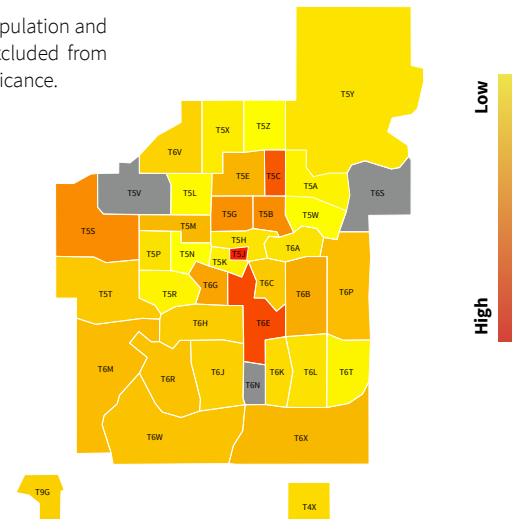 pulation and
cluded from
icance.
Low
High
T5Y
T5X
T5Z
T6V
T5E
T5C
T5A
T6S
T5V
T5L
T5G
T5B
T5W
T5S
T5M
T5H
T6A
T5P
T5N
T5J
T5K
T5T
T5R
T6G
T6C
T6B
T6P
T6H
T6E
T6M
T6R
T6J
T6N
T6K
T6L
T6T
T6W
T6X
T9G
T4X